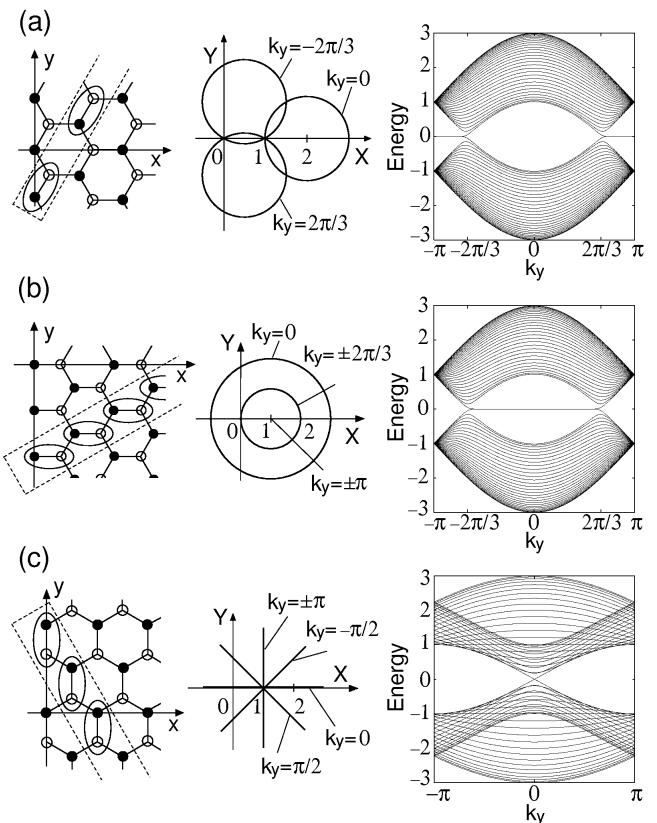 (a)
y
x
Y
k_y=−2π/3
k_y=0
0 1 2 X
k_y=2π/3
Energy
3
2
1
0
−1
−2
−3
−π −2π/3 0 2π/3 π
k_y
(b)
y
x
Y
k_y=0
k_y=±2π/3
0 1 2 X
k_y=±π
Energy
3
2
1
0
−1
−2
−3
−π −2π/3 0 2π/3 π
k_y
(c)
y
x
Y
k_y=±π
k_y=−π/2
X
0 1 2
k_y=0
k_y=π/2
Energy
3
2
1
0
−1
−2
−3
−π 0 π
k_y